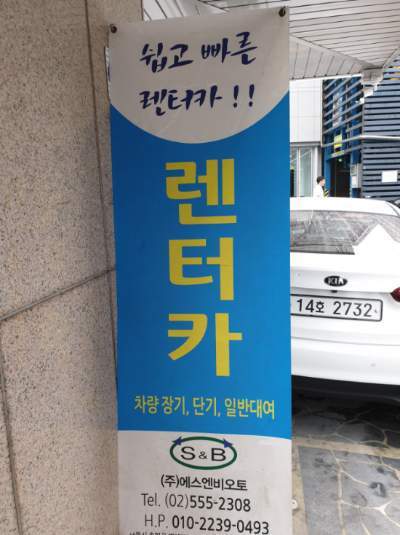 쉽고 빠른
렌터카 !!
렌
터
카
차량 장기, 단기, 일반대여
S & B
(주)에스엔비오토
Tel. (02)555-2308
H.P. 010-2239-0493
KIA
14호 2732